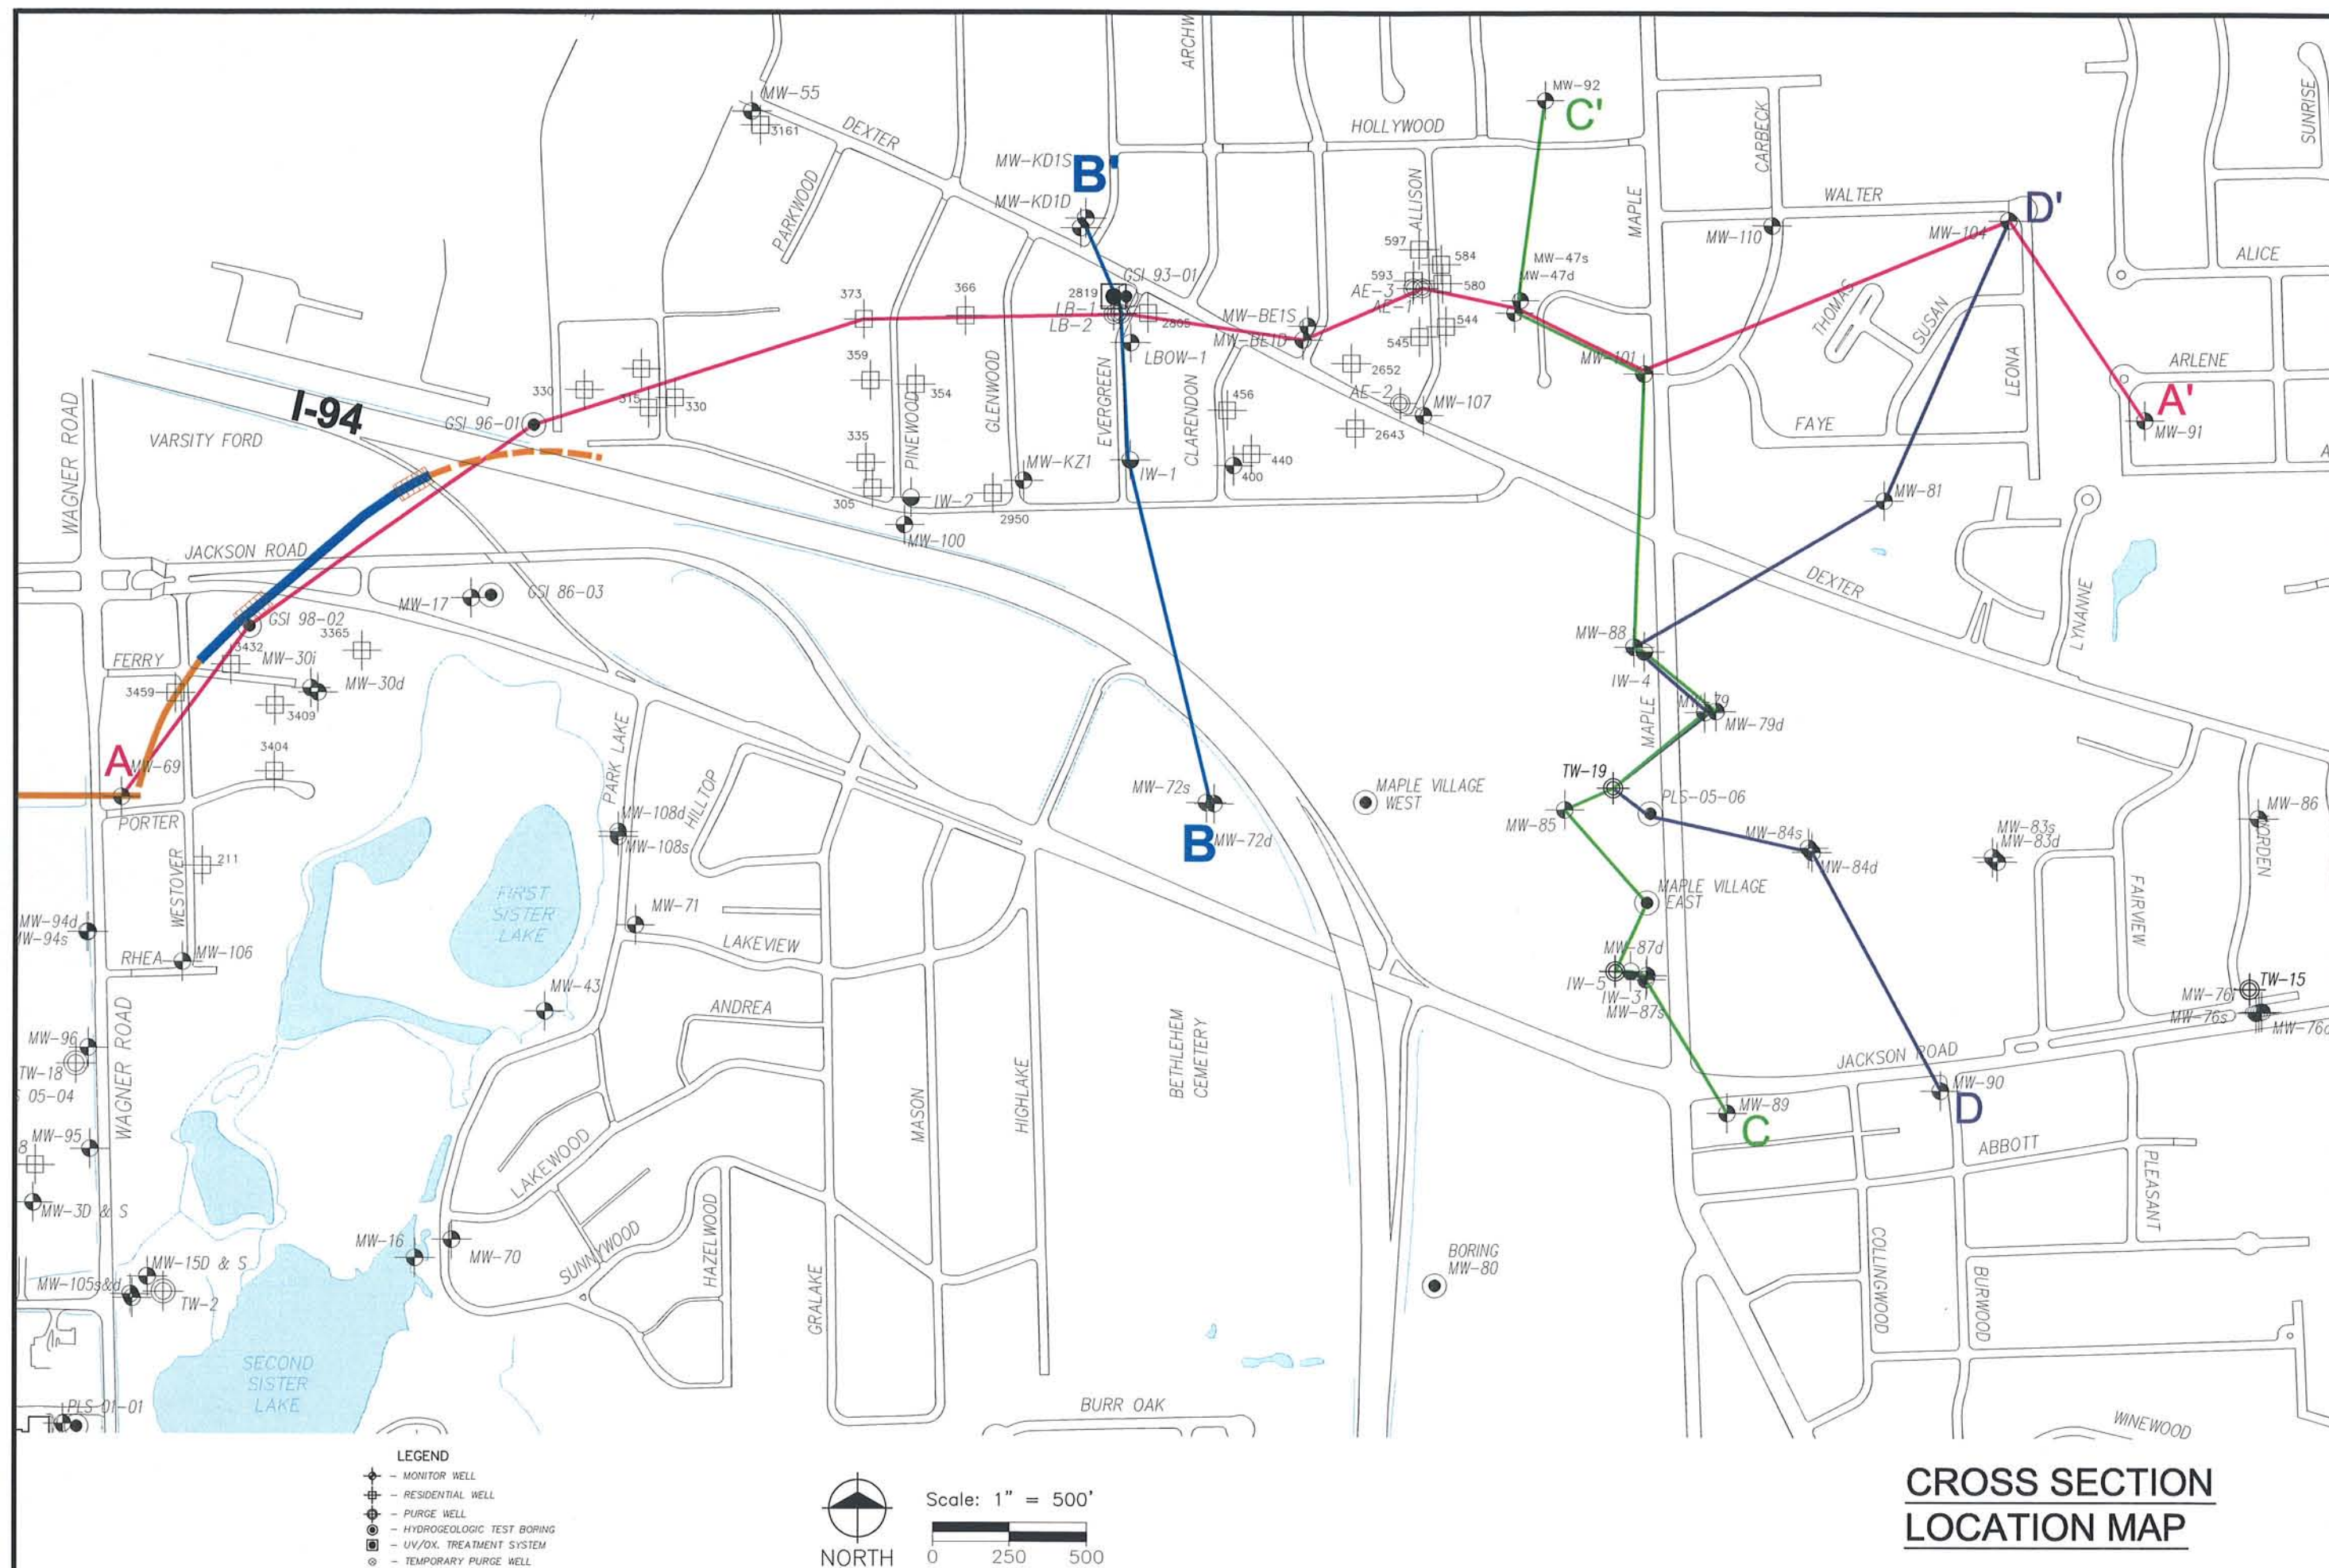 MW-55
3161
DEXTER
PARKWOOD
ARCHW
MW-KD1S
B'
MW-KD1D
HOLLYWOOD
MW-92
C'
ALLISON
MAPLE
CARBECK
WALTER
SUNRISE
MW-110
MW-104
D'
ALICE
597
584
593
580
AE-3
AE-1
MW-47s
MW-47d
GSI 93-01
2819
LB-1
LB-2
2805
LBOW-1
MW-BE1S
MW-BE1D
544
545
373
366
359
354
THOMAS
SUSAN
LEONA
ARLENE
MW-101
2652
AE-2
MW-107
2643
FAYE
A'
MW-91
WAGNER ROAD
I-94
VARSITY FORD
GSI 96-01
330
315
330
PINEWOOD
GLENWOOD
EVERGREEN
CLARENDON
456
440
400
335
305
IW-2
MW-KZ1
2950
IW-1
MW-100
MW-81
JACKSON ROAD
MW-17
GSI 86-03
DEXTER
LYNANNE
GSI 98-02
3432
3365
FERRY
MW-30i
MW-30d
3459
3409
3404
A
MW-69
PORTER
WESTOVER
211
PARK LAKE
HILLTOP
MW-108d
MW-108s
MW-88
IW-4
MW-79
MW-79d
MAPLE
TW-19
PLS-05-06
MW-85
MW-72s
B
MW-72d
MAPLE VILLAGE
WEST
MW-84s
MW-84d
MW-83s
MW-83d
MW-86
WORDEN
FAIRVIEW
MAPLE VILLAGE
EAST
FIRST
SISTER
LAKE
MW-71
LAKEVIEW
MW-94d
MW-94s
RHEA
MW-106
MW-43
ANDREA
MW-87d
IW-5
IW-3
MW-87s
TW-15
MW-76i
MW-76s
MW-76d
MW-96
TW-18
05-04
WAGNER ROAD
MW-95
8
MW-3D & S
BETHLEHEM
CEMETERY
JACKSON ROAD
MW-90
D
MW-89
C
ABBOTT
PLEASANT
MASON
HIGHLAKE
LAKEWOOD
SUNNYWOOD
HAZELWOOD
GRALAKE
MW-16
MW-70
MW-15D & S
MW-105s&d
TW-2
BORING
MW-80
COLLINGWOOD
BURWOOD
SECOND
SISTER
LAKE
PLS 01-01
BURR OAK
WINEWOOD
LEGEND
- MONITOR WELL
- RESIDENTIAL WELL
- PURGE WELL
- HYDROGEOLOGIC TEST BORING
- UV/OX. TREATMENT SYSTEM
- TEMPORARY PURGE WELL
NORTH
Scale: 1" = 500'
0 250 500
CROSS SECTION
LOCATION MAP